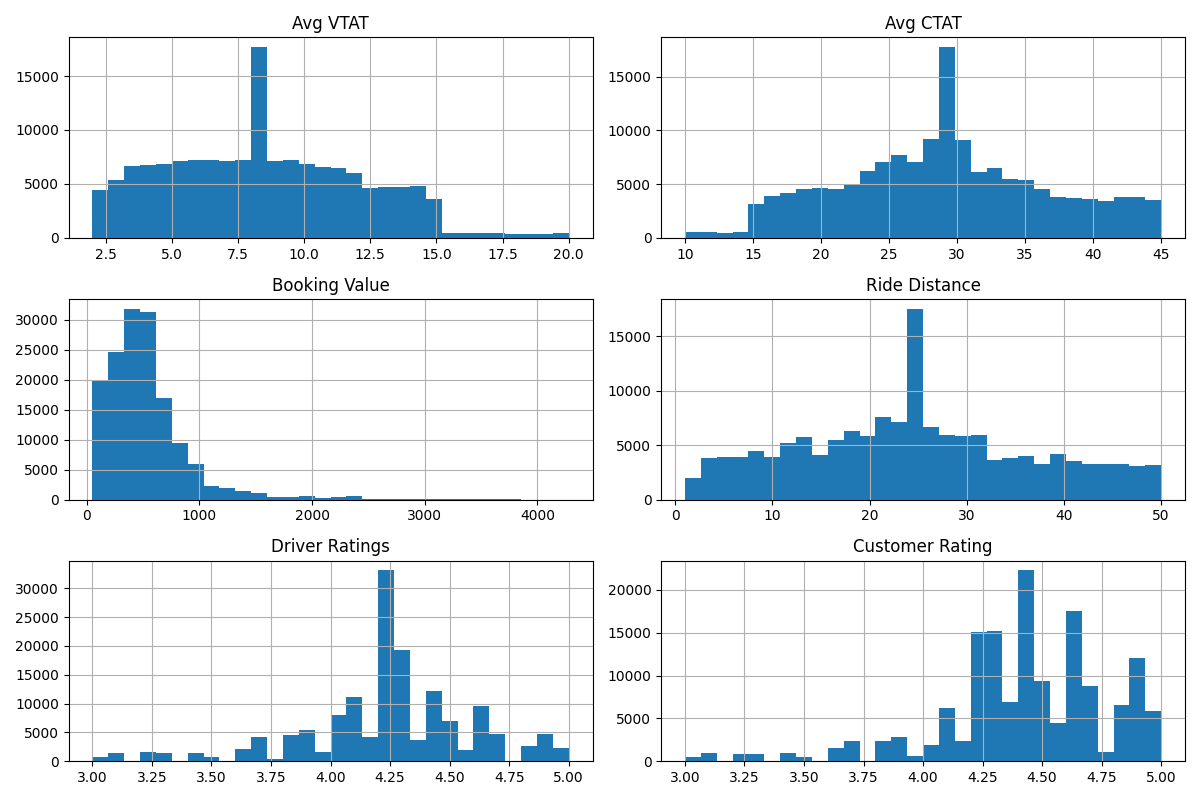 Avg VTAT
15000
10000
5000
0
2.5 5.0 7.5 10.0 12.5 15.0 17.5 20.0
Avg CTAT
15000
10000
5000
0
10 15 20 25 30 35 40 45
Booking Value
30000
25000
20000
15000
10000
5000
0
0 1000 2000 3000 4000
Ride Distance
15000
10000
5000
0
0 10 20 30 40 50
Driver Ratings
30000
25000
20000
15000
10000
5000
0
3.00 3.25 3.50 3.75 4.00 4.25 4.50 4.75 5.00
Customer Rating
20000
15000
10000
5000
0
3.00 3.25 3.50 3.75 4.00 4.25 4.50 4.75 5.00